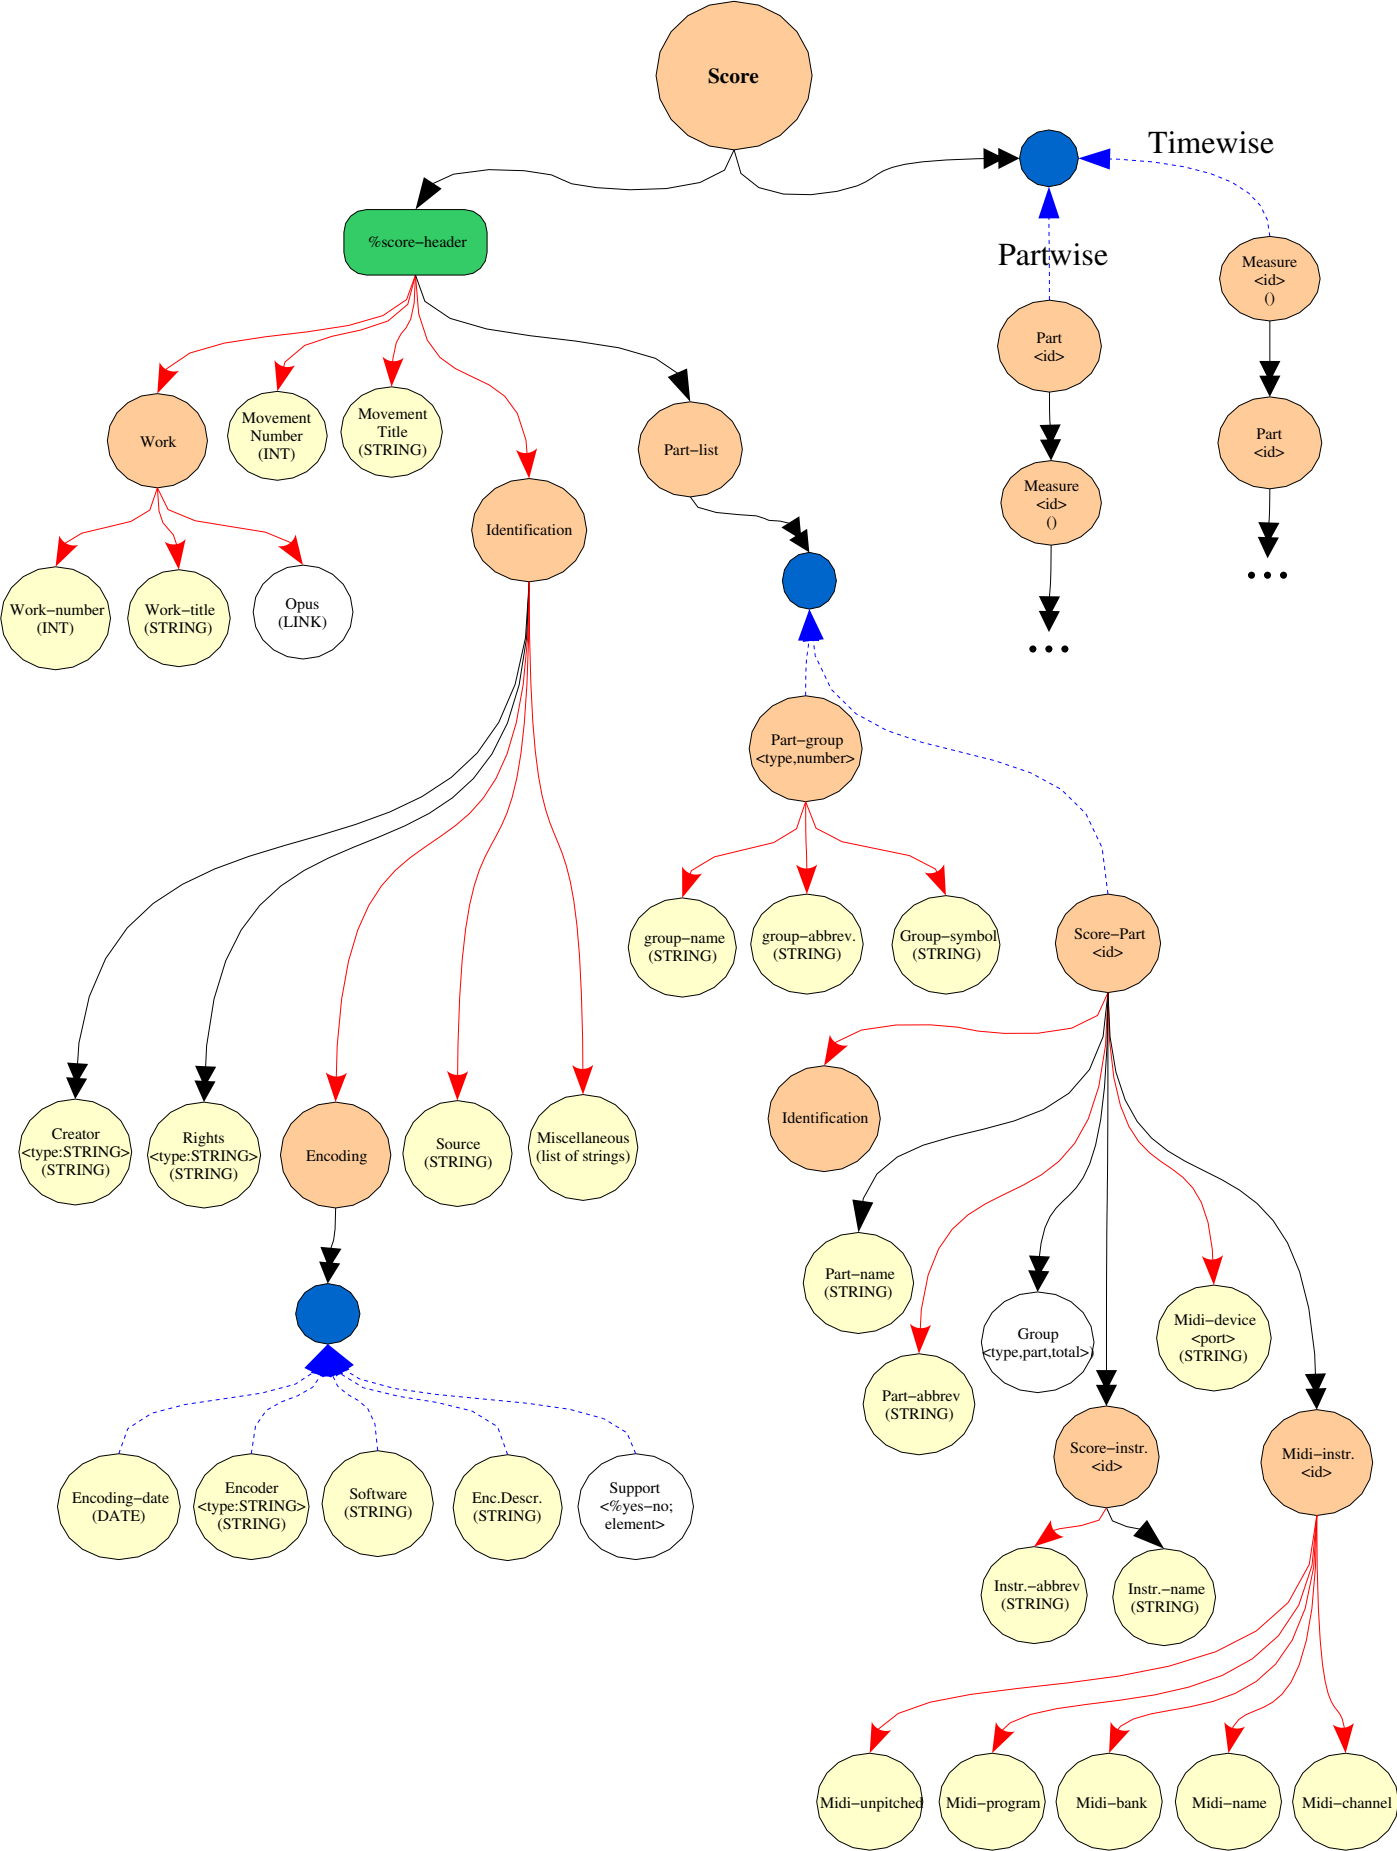 Score
Timewise
%score−header
Partwise
Measure
<id>
()
Part
<id>
Work
Movement
Number
(INT)
Movement
Title
(STRING)
Part−list
Part
<id>
Identification
Measure
<id>
()
...
Work−number
(INT)
Work−title
(STRING)
Opus
(LINK)
...
Part−group
<type,number>
group−name
(STRING)
group−abbrev.
(STRING)
Group−symbol
(STRING)
Score−Part
<id>
Identification
Creator
<type:STRING>
(STRING)
Rights
<type:STRING>
(STRING)
Encoding
Source
(STRING)
Miscellaneous
(list of strings)
Part−name
(STRING)
Group
<type,part,total>)
Midi−device
<port>
(STRING)
Part−abbrev
(STRING)
Score−instr.
<id>
Midi−instr.
<id>
Encoding−date
(DATE)
Encoder
<type:STRING>
(STRING)
Software
(STRING)
Enc.Descr.
(STRING)
Support
<%yes−no;
element>
Instr.−abbrev
(STRING)
Instr.−name
(STRING)
Midi−unpitched
Midi−program
Midi−bank
Midi−name
Midi−channel